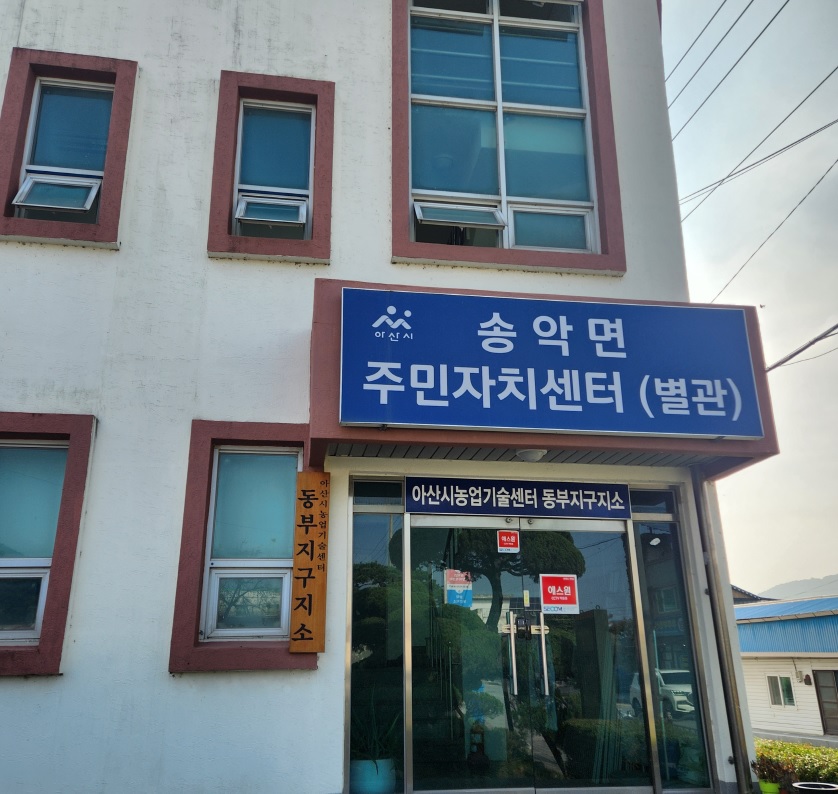 아산시
송악면
주민자치센터 (별관)
아산시농업기술센터 동부지구지소
아산시농업기술센터
동부지구지소
에스원
에스원
SECOM